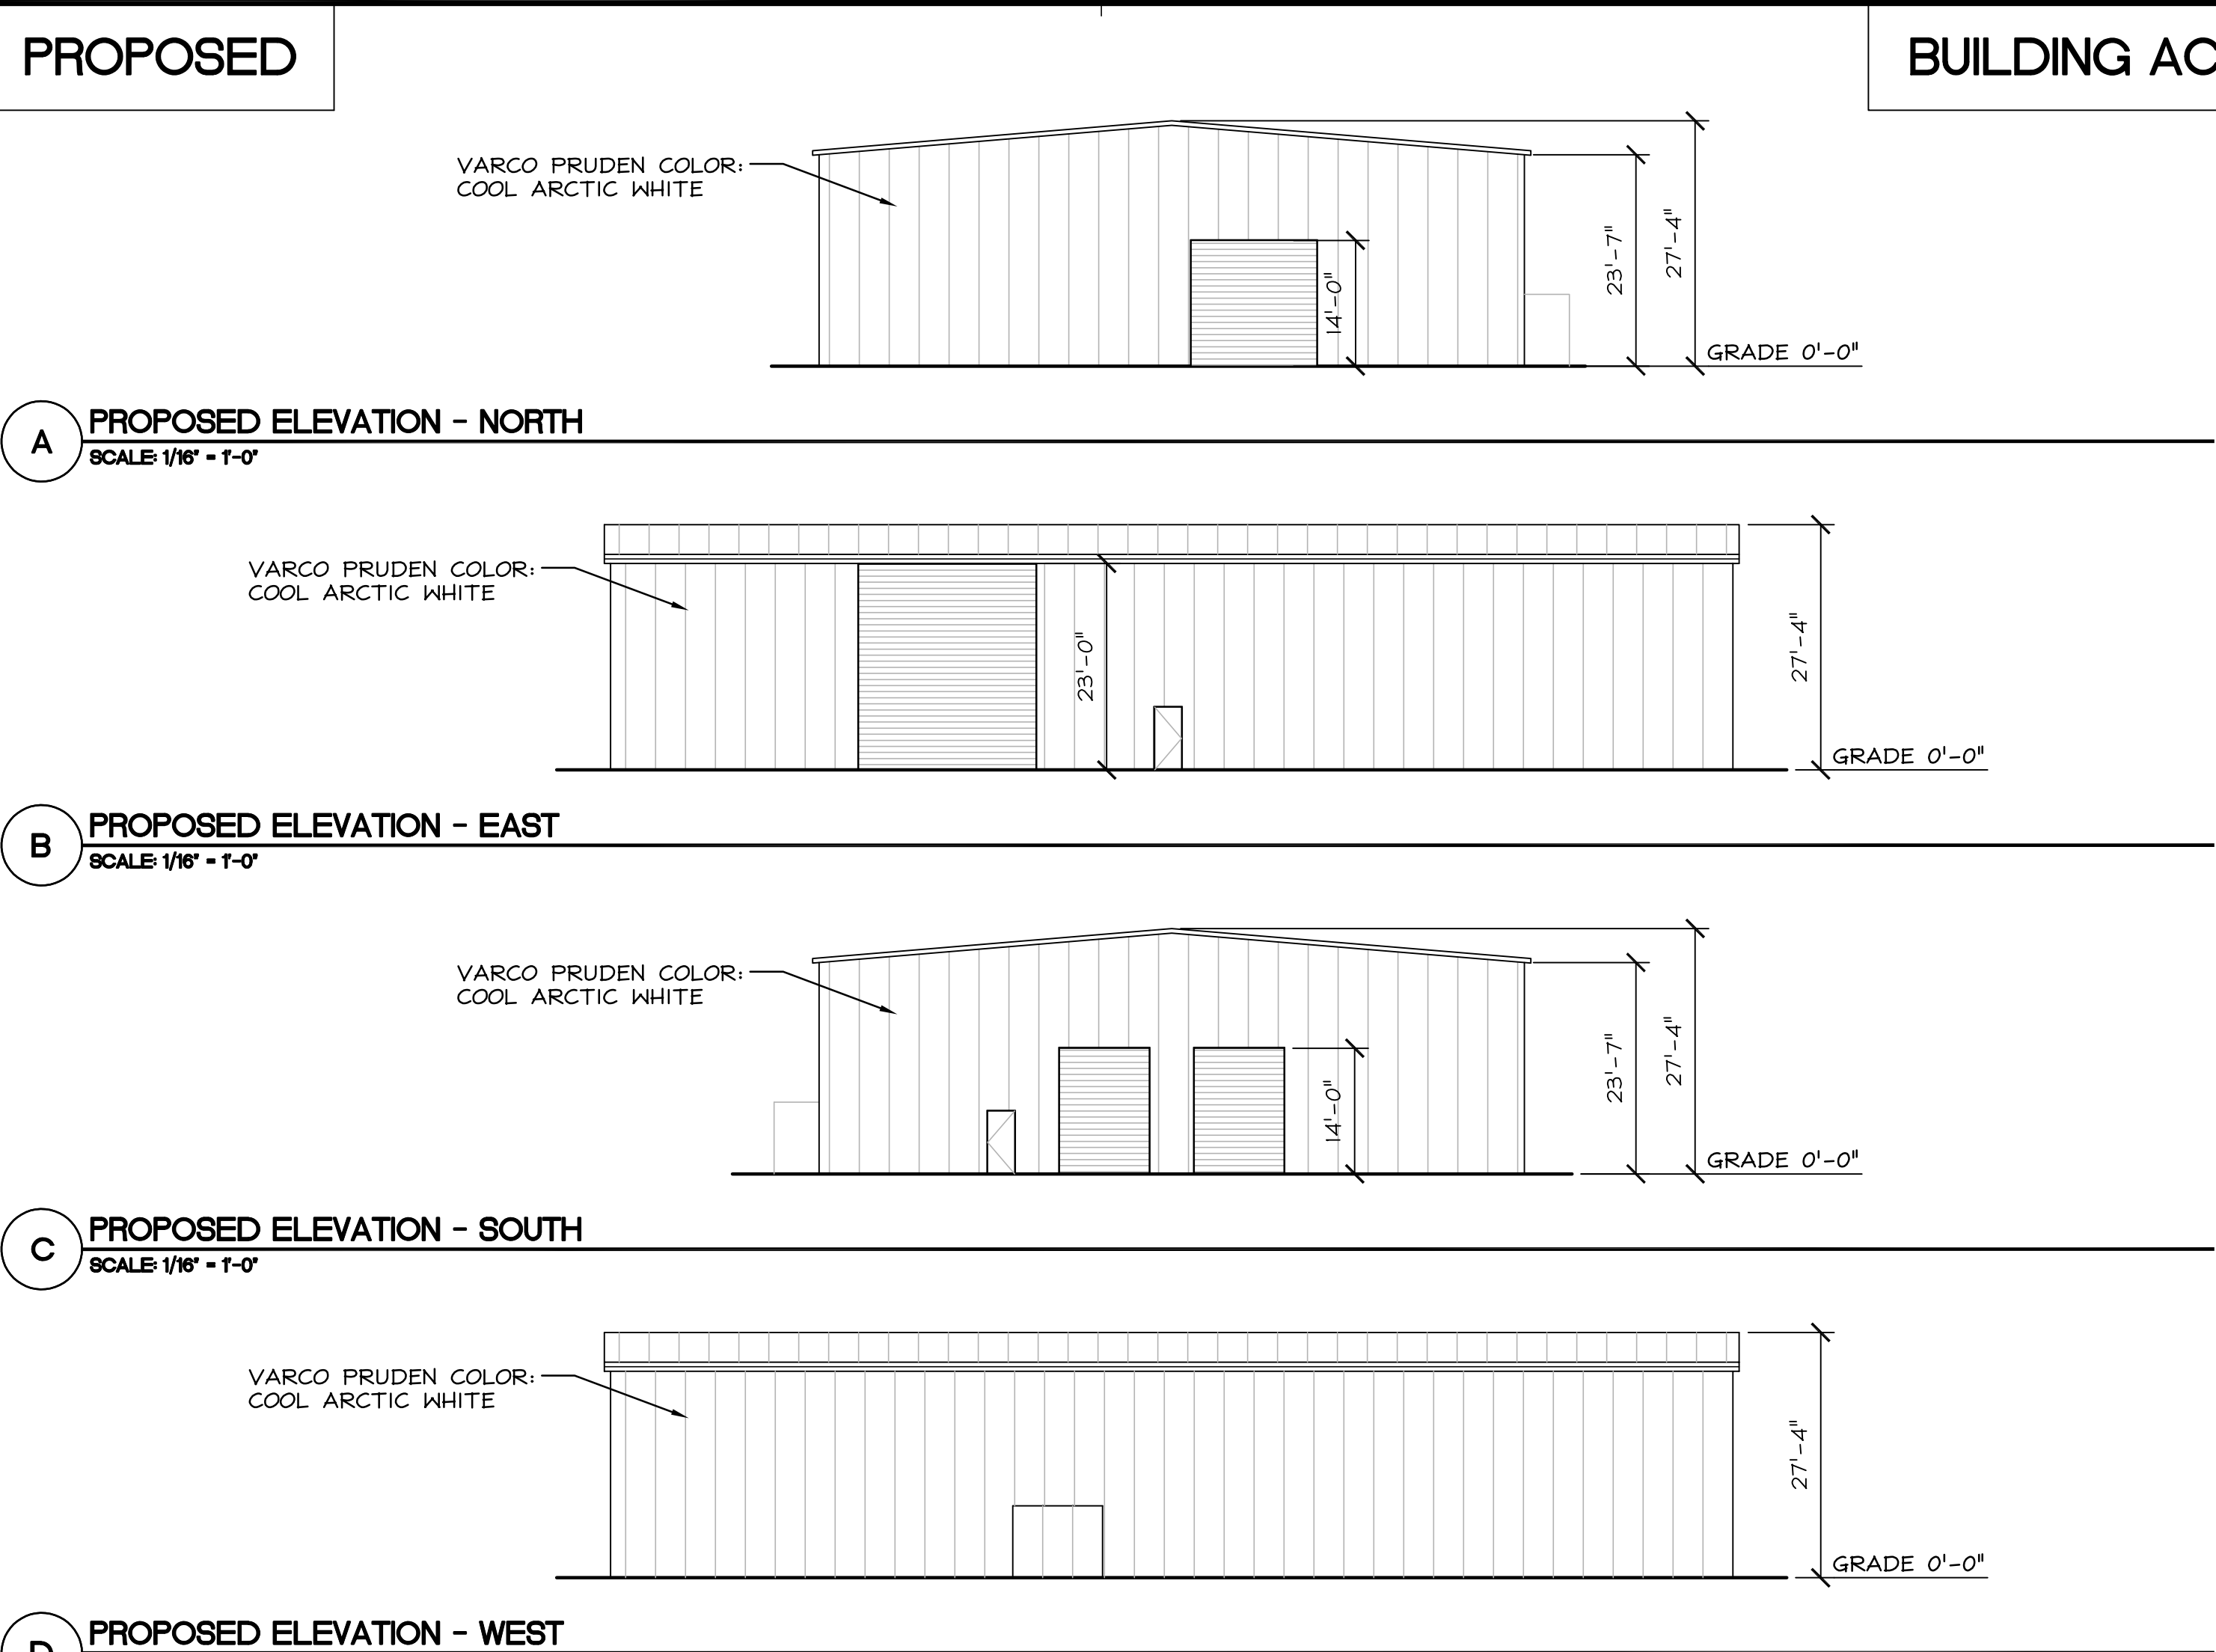 PROPOSED
BUILDING
VARCO PRUDEN COLOR:
COOL ARCTIC WHITE
14'-0"
23'-7"
27'-4"
GRADE 0'-0"
A
PROPOSED ELEVATION - NORTH
SCALE: 1/16" = 1'-0"
VARCO PRUDEN COLOR:
COOL ARCTIC WHITE
23'-0"
27'-4"
GRADE 0'-0"
B
PROPOSED ELEVATION - EAST
SCALE: 1/16" = 1'-0"
VARCO PRUDEN COLOR:
COOL ARCTIC WHITE
14'-0"
23'-7"
27'-4"
GRADE 0'-0"
C
PROPOSED ELEVATION - SOUTH
SCALE: 1/16" = 1'-0"
VARCO PRUDEN COLOR:
COOL ARCTIC WHITE
27'-4"
GRADE 0'-0"
D
PROPOSED ELEVATION - WEST